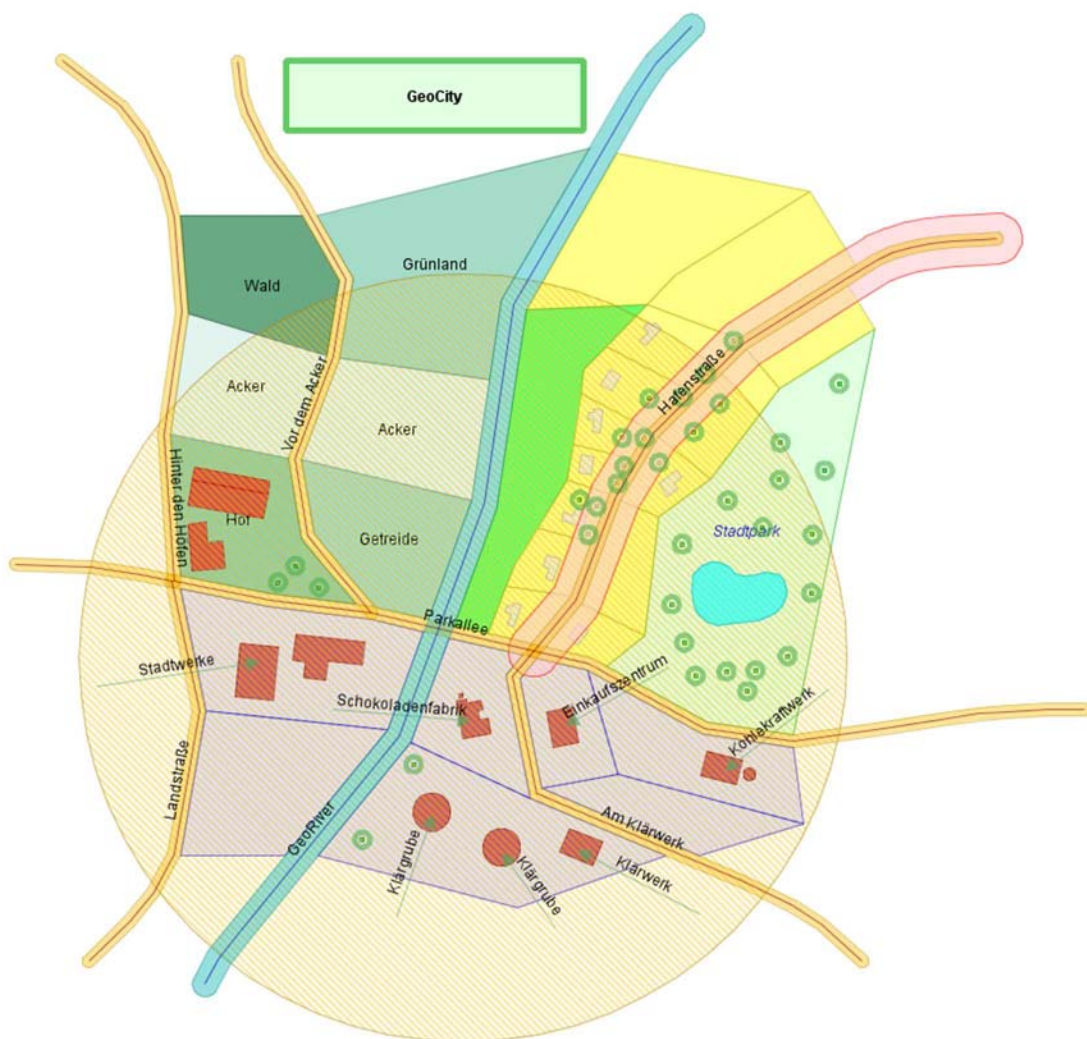 GeoCity
Grünland
Wald
Hafenstraße
Acker
Vor dem Acker
Acker
Hinter den Höfen
Hof
Getreide
Stadtpark
Parkallee
Stadtwerke
Schokoladenfabrik
Einkaufszentrum
Kohlekraftwerk
Landstraße
GeoRiver
Am Klärwerk
Klärgrube
Klärgrube
Klärwerk